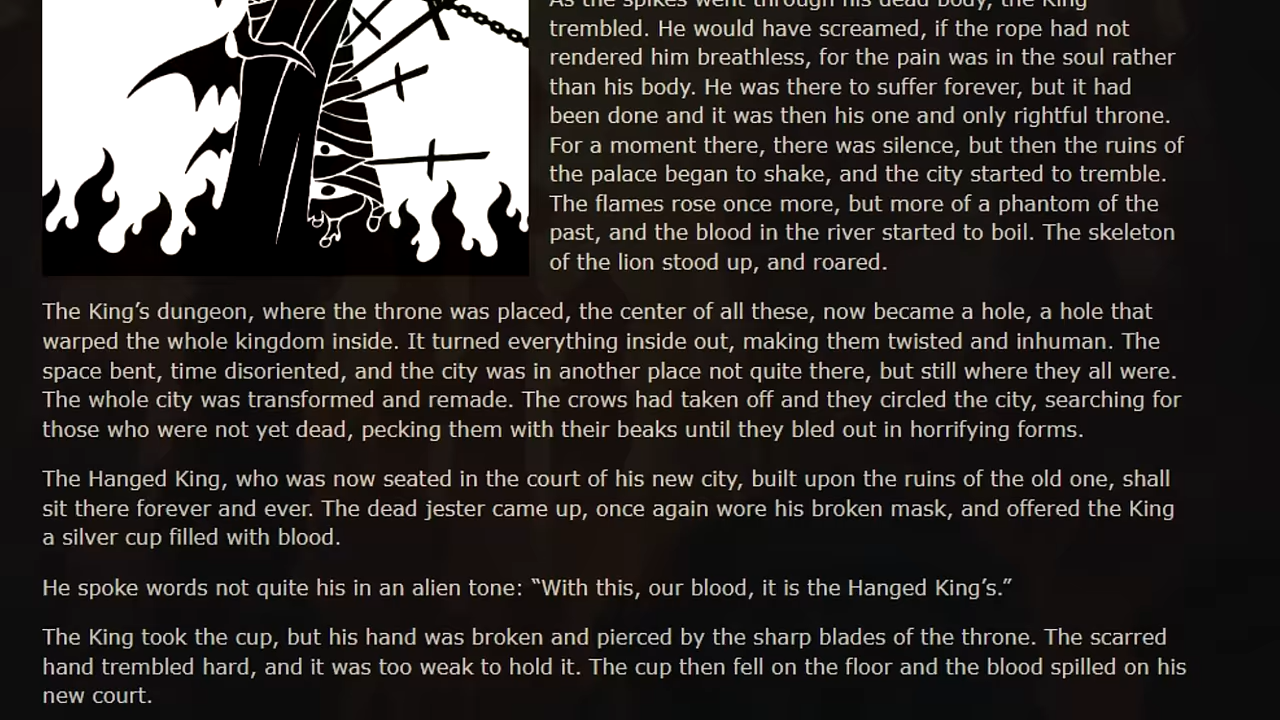 As the spikes went through his dead body, the King
trembled. He would have screamed, if the rope had not
rendered him breathless, for the pain was in the soul rather
than his body. He was there to suffer forever, but it had
been done and it was then his one and only rightful throne.
For a moment there, there was silence, but then the ruins of
the palace began to shake, and the city started to tremble.
The flames rose once more, but more of a phantom of the
past, and the blood in the river started to boil. The skeleton
of the lion stood up, and roared.
The King’s dungeon, where the throne was placed, the center of all these, now became a hole, a hole that
warped the whole kingdom inside. It turned everything inside out, making them twisted and inhuman. The
space bent, time disoriented, and the city was in another place not quite there, but still where they all were.
The whole city was transformed and remade. The crows had taken off and they circled the city, searching for
those who were not yet dead, pecking them with their beaks until they bled out in horrifying forms.
The Hanged King, who was now seated in the court of his new city, built upon the ruins of the old one, shall
sit there forever and ever. The dead jester came up, once again wore his broken mask, and offered the King
a silver cup filled with blood.
He spoke words not quite his in an alien tone: “With this, our blood, it is the Hanged King’s.”
The King took the cup, but his hand was broken and pierced by the sharp blades of the throne. The scarred
hand trembled hard, and it was too weak to hold it. The cup then fell on the floor and the blood spilled on his
new court.